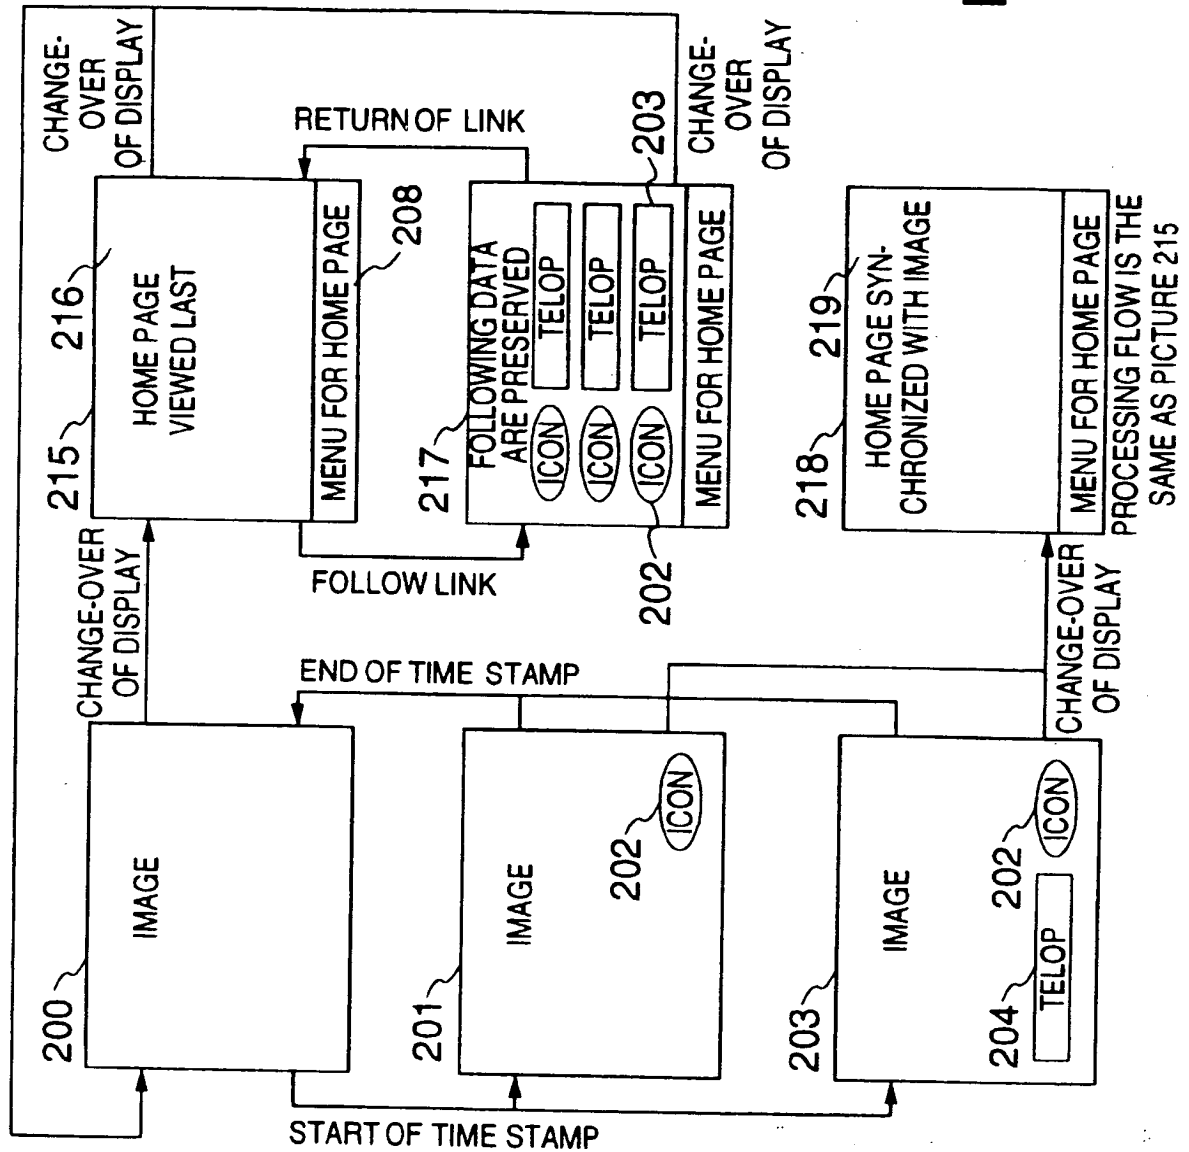 CHANGE-
OVER
OF DISPLAY
RETURN OF LINK
CHANGE-
OVER
OF DISPLAY
203
215
216
HOME PAGE
VIEWED LAST
MENU FOR HOME PAGE
208
217
FOLLOWING DATA
ARE PRESERVED
ICON
TELOP
ICON
TELOP
ICON
TELOP
202
MENU FOR HOME PAGE
218
219
HOME PAGE SYN-
CHRONIZED WITH IMAGE
MENU FOR HOME PAGE
PROCESSING FLOW IS THE
SAME AS PICTURE 215
CHANGE-OVER
OF DISPLAY
FOLLOW LINK
END OF TIME STAMP
CHANGE-OVER
OF DISPLAY
200
IMAGE
201
IMAGE
202
ICON
203
IMAGE
204
TELOP
202
ICON
START OF TIME STAMP